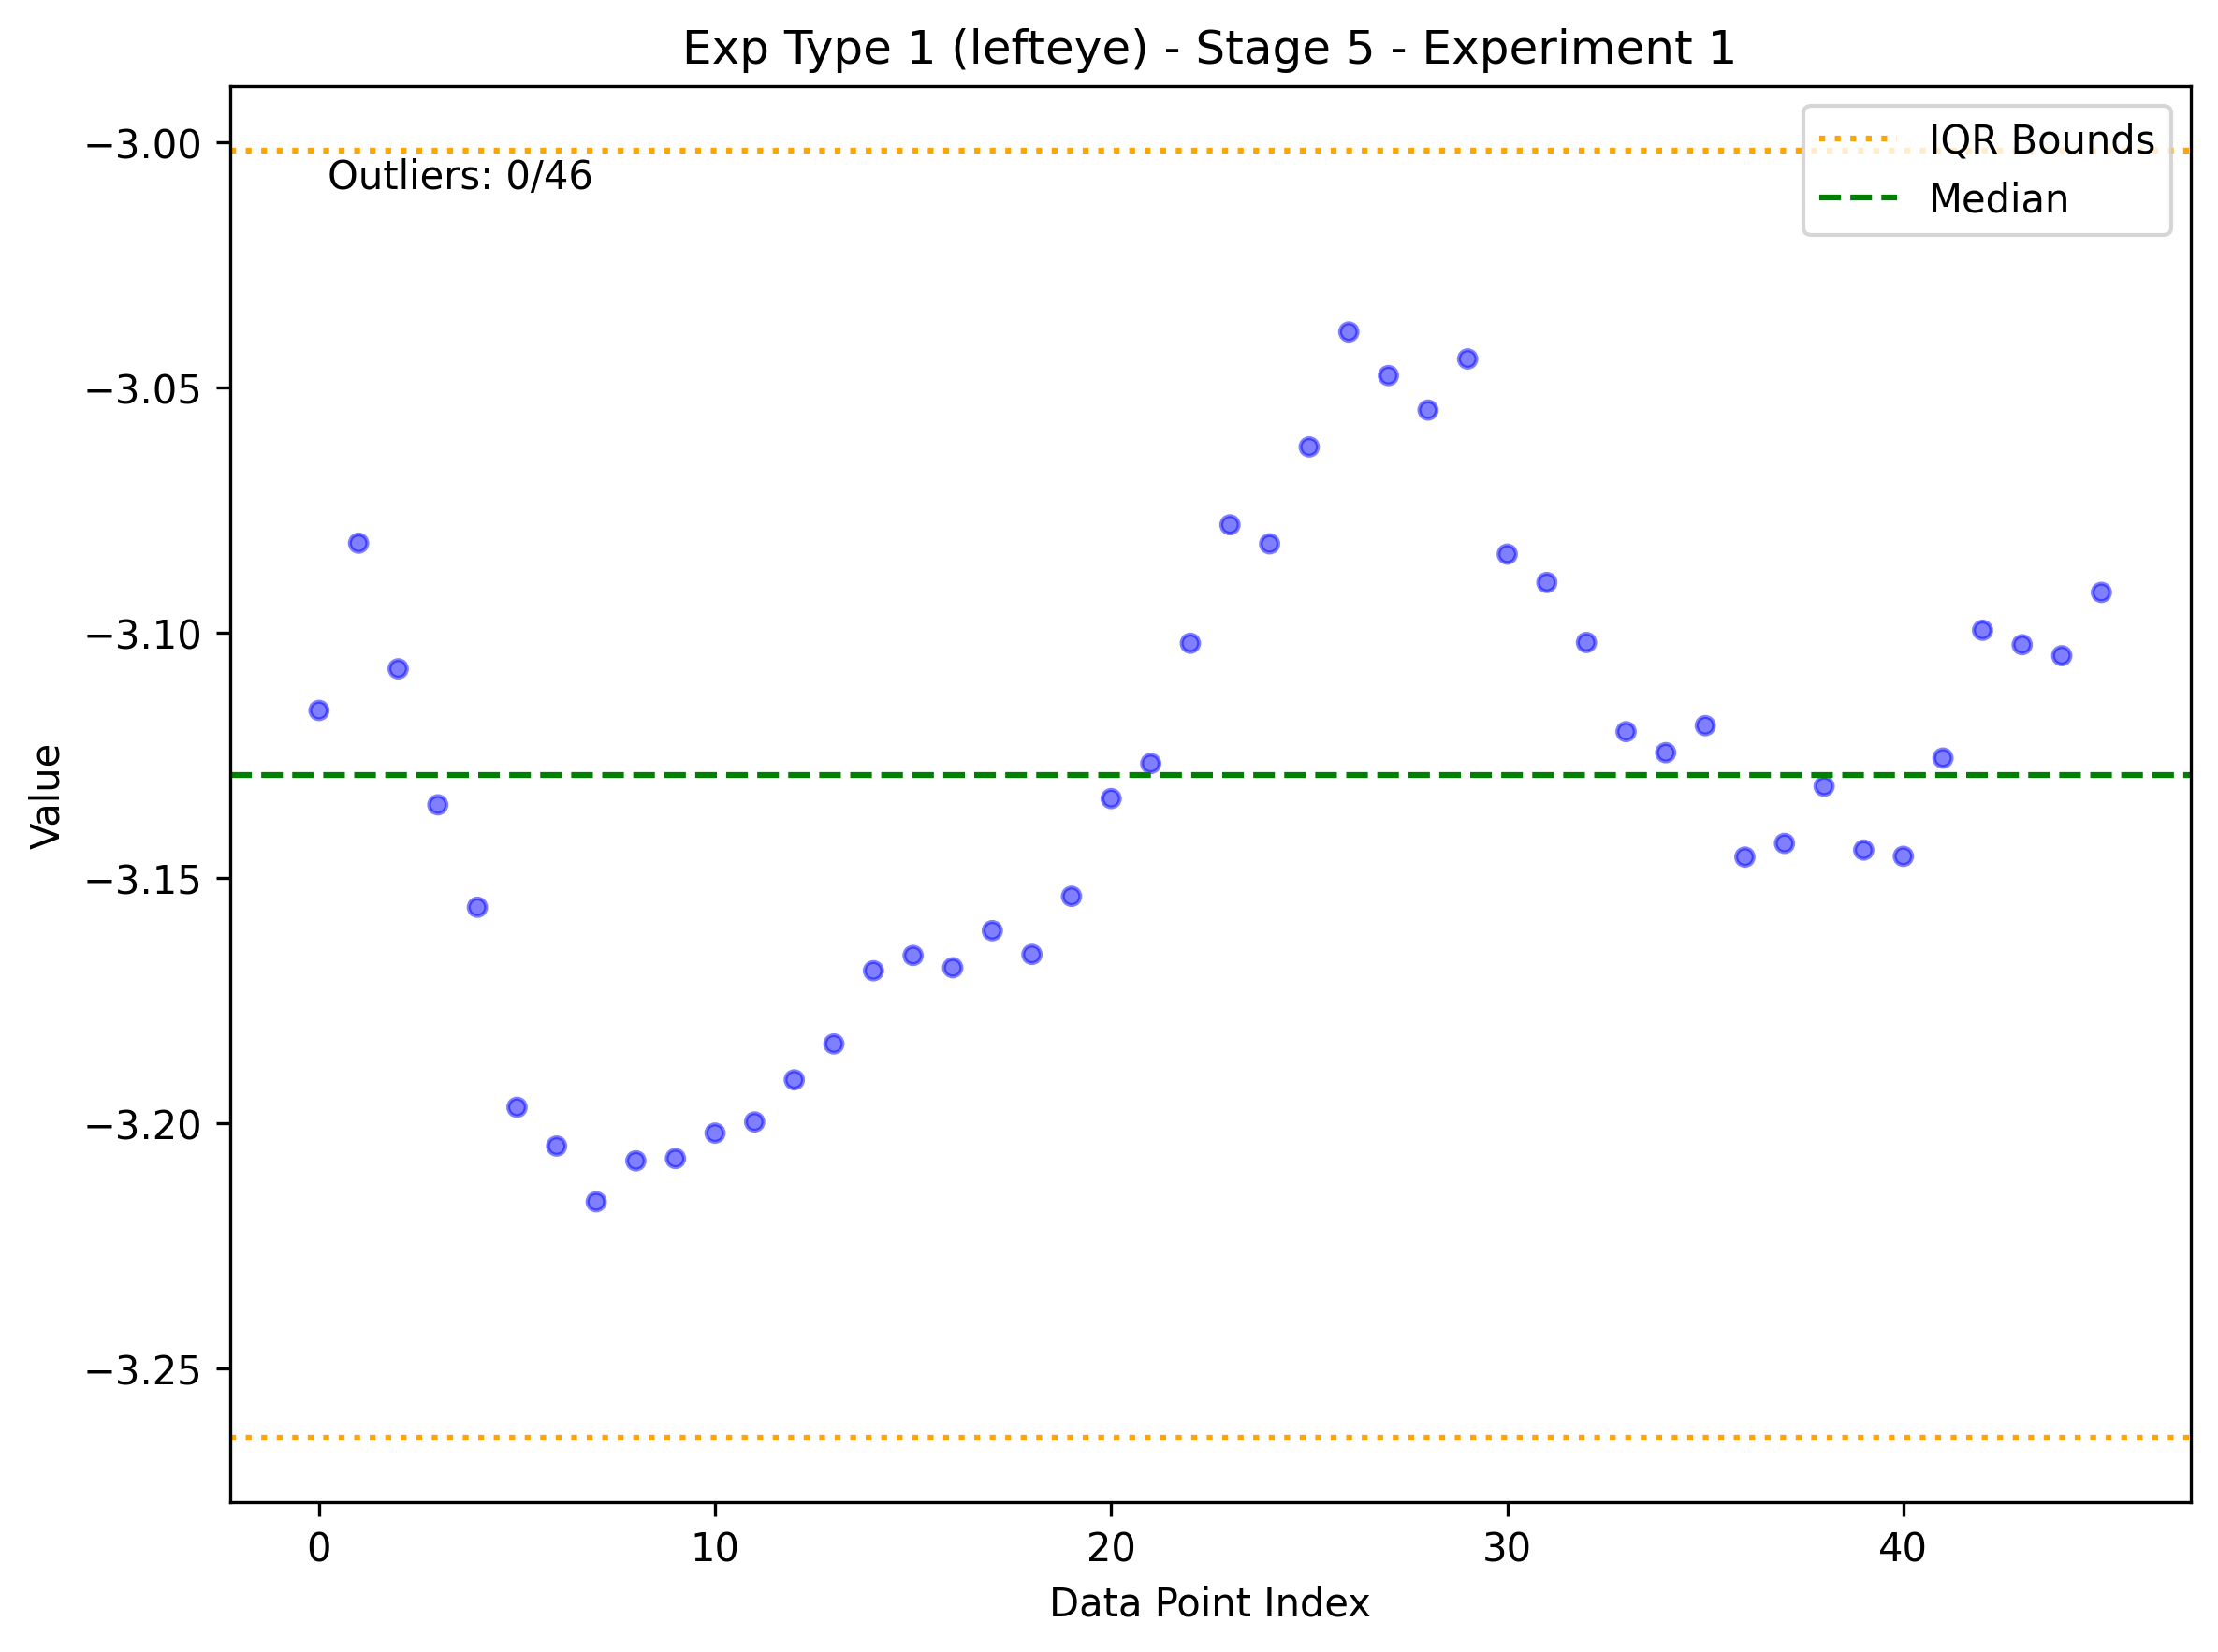 Exp Type 1 (lefteye) - Stage 5 - Experiment 1
−3.00
−3.05
−3.10
−3.15
−3.20
−3.25
Value
Outliers: 0/46
IQR Bounds
Median
0 10 20 30 40
Data Point Index